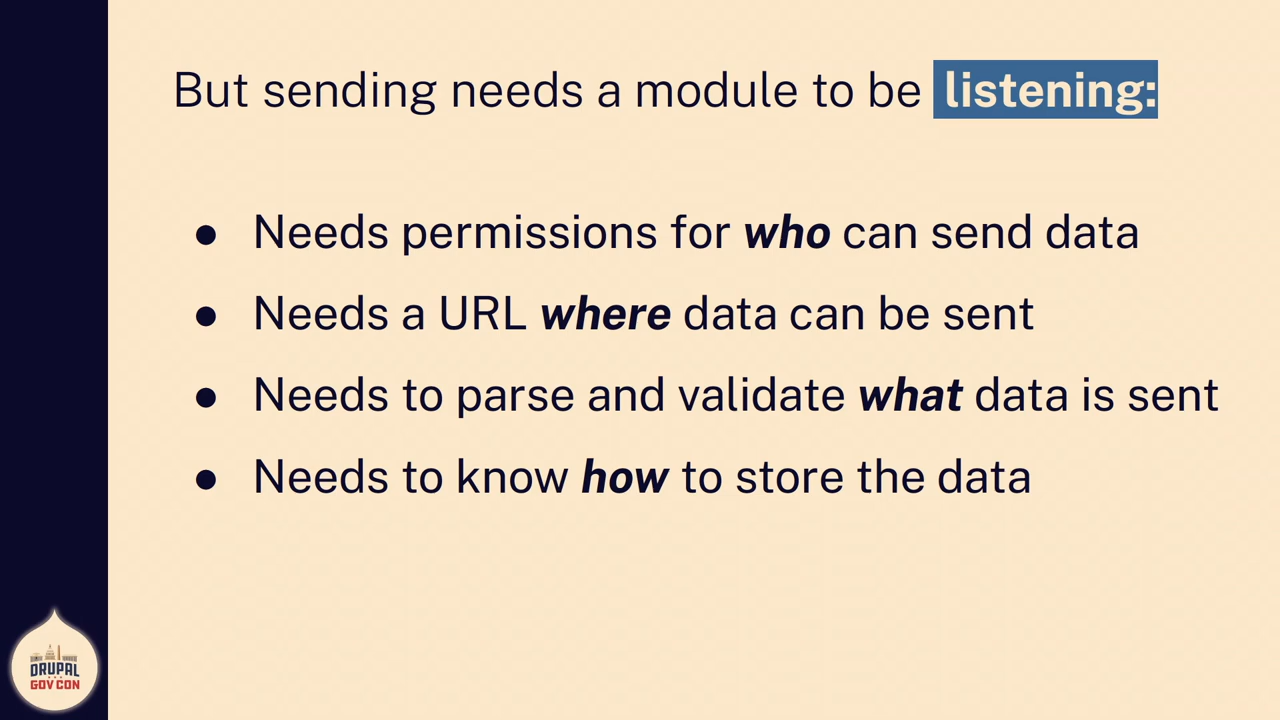 But sending needs a module to be listening:
● Needs permissions for who can send data
● Needs a URL where data can be sent
● Needs to parse and validate what data is sent
● Needs to know how to store the data
DRUPAL
GOV CON